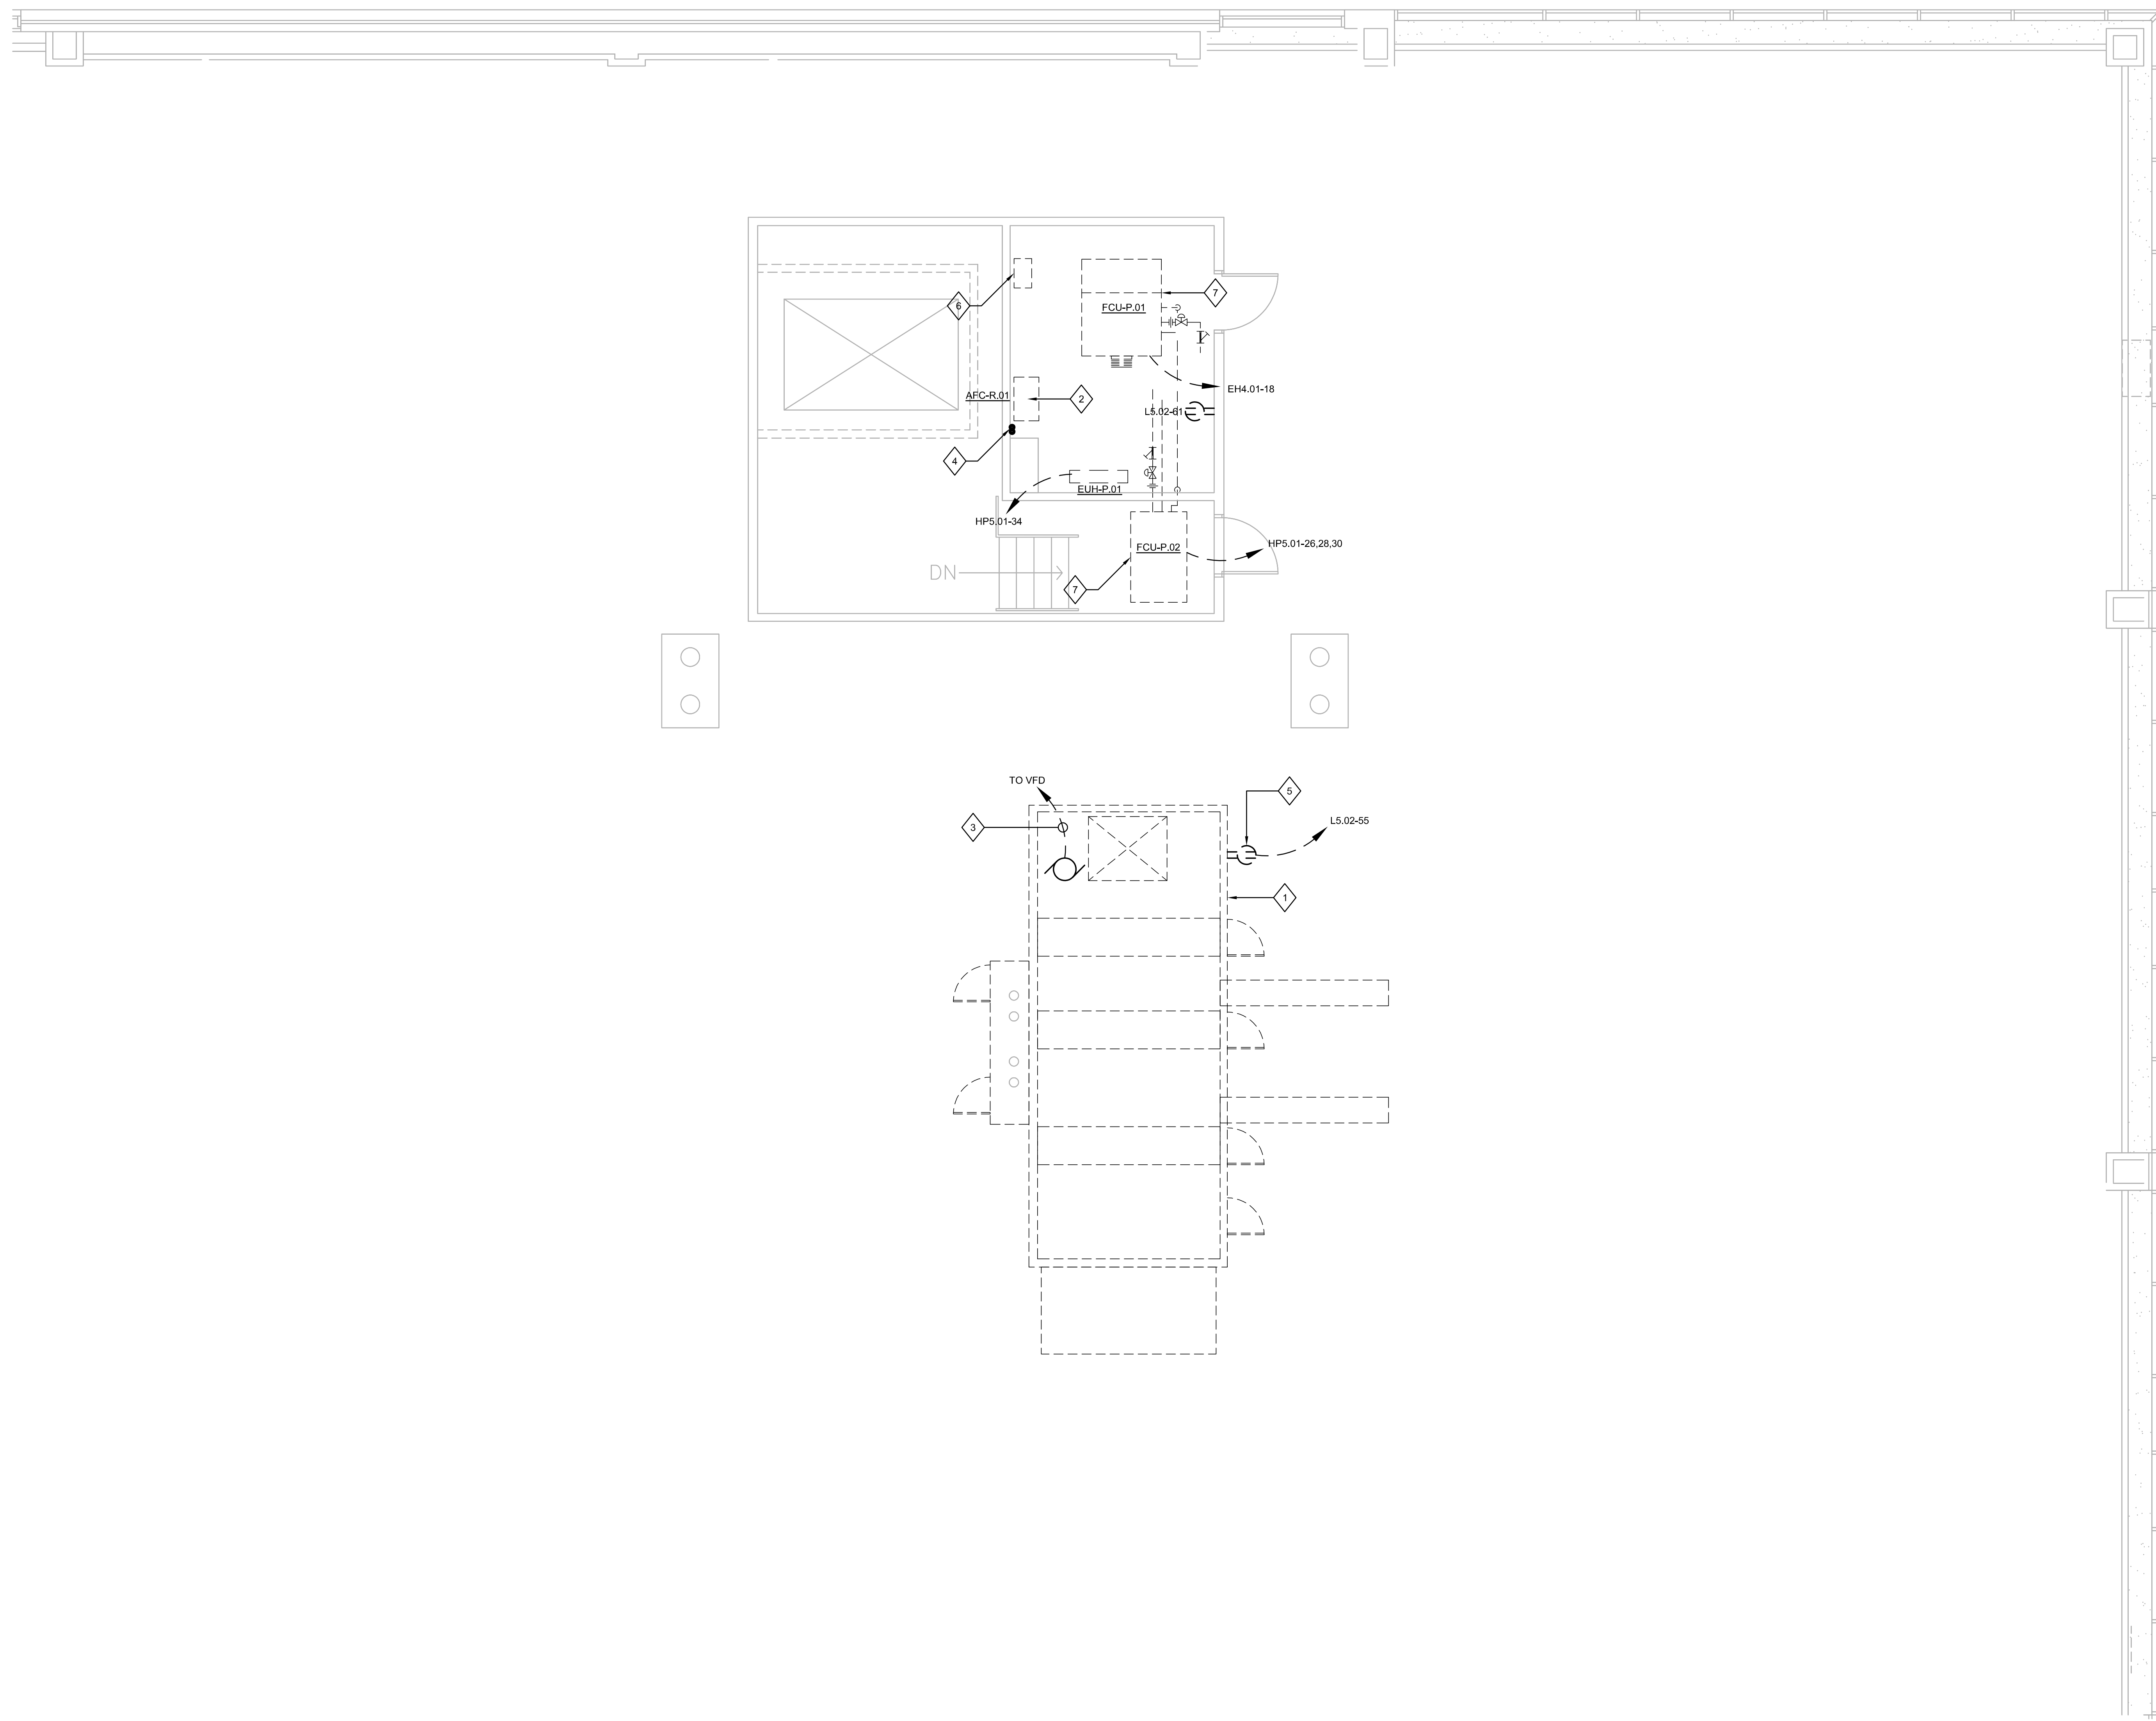 6
FCU-P.01
7
EH4.01-18
AFC-R.01
2
L5.02-61
4
EUH-P.01
HP5.01-34
FCU-P.02
HP5.01-26,28,30
DN
7
TO VFD
5
3
L5.02-55
1